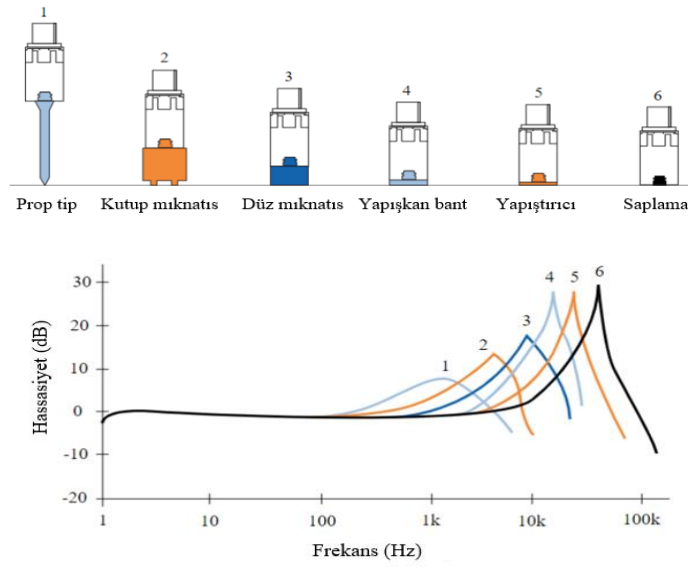 1
2
3
4
5
6
Prop tip
Kutup mıknatıs
Düz mıknatıs
Yapışkan bant
Yapıştırıcı
Saplama
Hassasiyet (dB)
30
20
10
0
-10
-20
1
2
3
4
5
6
1
10
100
1k
10k
100k
Frekans (Hz)